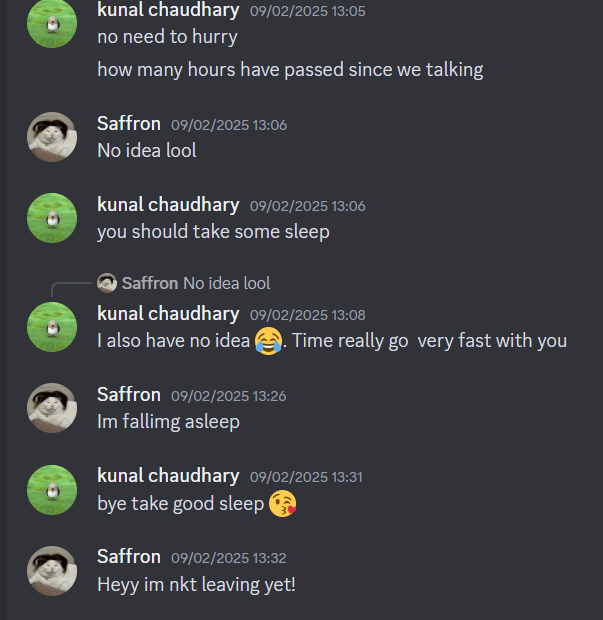 kunal chaudhary 09/02/2025 13:05
no need to hurry
how many hours have passed since we talking
Saffron 09/02/2025 13:06
No idea lool
kunal chaudhary 09/02/2025 13:06
you should take some sleep
Saffron No idea lool
kunal chaudhary 09/02/2025 13:08
I also have no idea 😂. Time really go  very fast with you
Saffron 09/02/2025 13:26
Im fallimg asleep
kunal chaudhary 09/02/2025 13:31
bye take good sleep 😘
Saffron 09/02/2025 13:32
Heyy im nkt leaving yet!